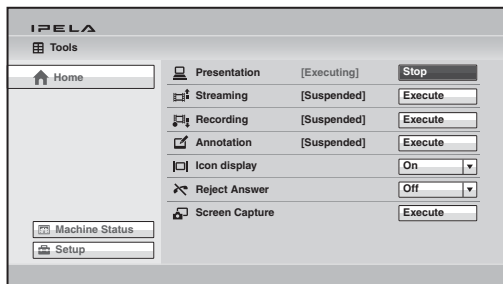 IPELA
Tools
Home
Presentation [Executing] Stop
Streaming [Suspended] Execute
Recording [Suspended] Execute
Annotation [Suspended] Execute
Icon display On
Reject Answer Off
Screen Capture Execute
Machine Status
Setup